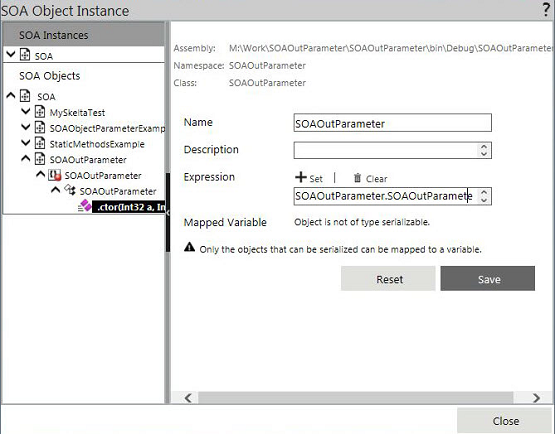 SOA Object Instance
?
SOA Instances
SOA
SOA Objects
SOA
MySkeltaTest
SOAObjectParameterExamp
StaticMethodsExample
SOAOutParameter
SOAOutParameter
SOAOutParameter
.ctor(Int32 a, In
Assembly: M:\Work\SOAOutParameter\SOAOutParameter\bin\Debug\SOAOutParameter
Namespace: SOAOutParameter
Class: SOAOutParameter
Name SOAOutParameter
Description
Expression Set | Clear
SOAOutParameter.SOAOutParamete
Mapped Variable Object is not of type serializable.
Only the objects that can be serialized can be mapped to a variable.
Reset Save
Close